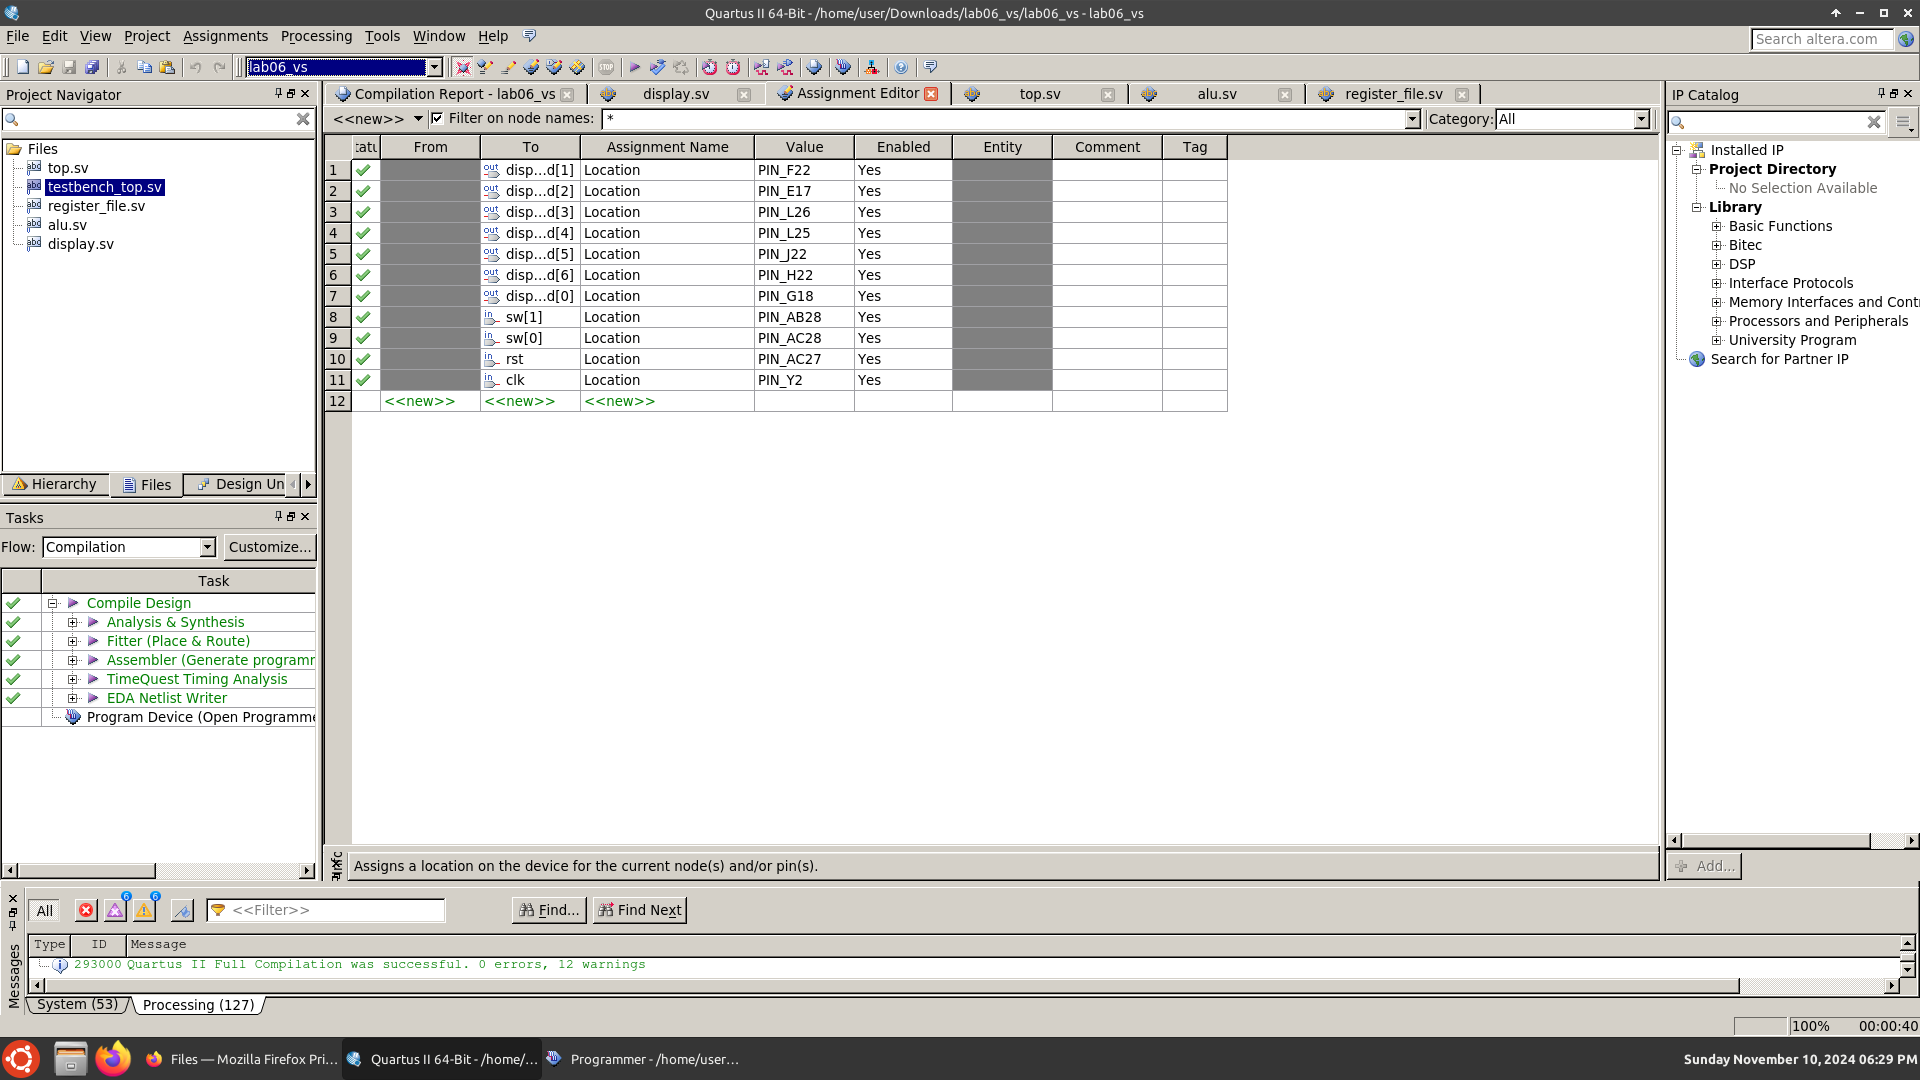 Quartus II 64-Bit - /home/user/Downloads/lab06_vs/lab06_vs - lab06_vs
File Edit View Project Assignments Processing Tools Window Help
Search altera.com
lab06_vs
Project Navigator
Files
top.sv
testbench_top.sv
register_file.sv
alu.sv
display.sv
Hierarchy Files Design Un
Tasks
Flow: Compilation Customize...
Task
Compile Design
Analysis & Synthesis
Fitter (Place & Route)
Assembler (Generate programm
TimeQuest Timing Analysis
EDA Netlist Writer
Program Device (Open Programme
Compilation Report - lab06_vs display.sv Assignment Editor top.sv alu.sv register_file.sv
<<new>> Filter on node names: * Category: All
tatu From To Assignment Name Value Enabled Entity Comment Tag
1 out disp...d[1] Location PIN_F22 Yes
2 out disp...d[2] Location PIN_E17 Yes
3 out disp...d[3] Location PIN_L26 Yes
4 out disp...d[4] Location PIN_L25 Yes
5 out disp...d[5] Location PIN_J22 Yes
6 out disp...d[6] Location PIN_H22 Yes
7 out disp...d[0] Location PIN_G18 Yes
8 in sw[1] Location PIN_AB28 Yes
9 in sw[0] Location PIN_AC28 Yes
10 in rst Location PIN_AC27 Yes
11 in clk Location PIN_Y2 Yes
12 <<new>> <<new>> <<new>>
Assigns a location on the device for the current node(s) and/or pin(s).
IP Catalog
Installed IP
Project Directory
No Selection Available
Library
Basic Functions
Bitec
DSP
Interface Protocols
Memory Interfaces and Contr
Processors and Peripherals
University Program
Search for Partner IP
Add...
Messages
All 6 6 <<Filter>> Find... Find Next
Type ID Message
293000 Quartus II Full Compilation was successful. 0 errors, 12 warnings
System (53) Processing (127)
100% 00:00:40
Files — Mozilla Firefox Pri... Quartus II 64-Bit - /home/... Programmer - /home/user...
Sunday November 10, 2024 06:29 PM